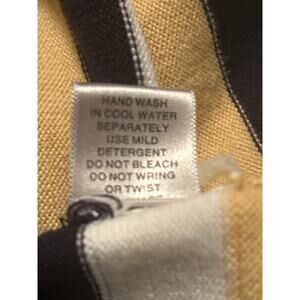 HAND WASH
IN COOL WATER
SEPARATELY
USE MILD
DETERGENT
DO NOT BLEACH
DO NOT WRING
OR TWIST